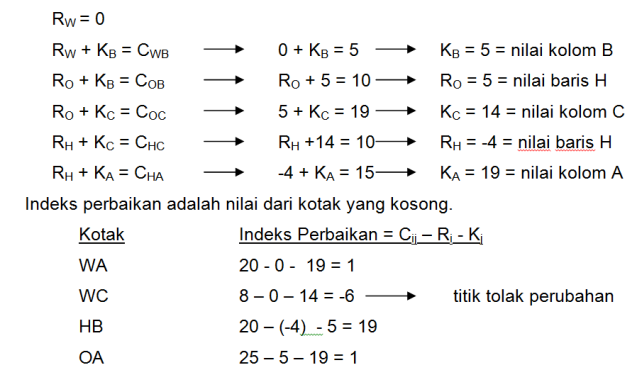 RW = 0
RW + KB = CWB → 0 + KB = 5 → KB = 5 = nilai kolom B
RO + KB = COB → RO + 5 = 10 → RO = 5 = nilai baris H
RO + KC = COC → 5 + KC = 19 → KC = 14 = nilai kolom C
RH + KC = CHC → RH +14 = 10 → RH = -4 = nilai baris H
RH + KA = CHA → -4 + KA = 15 → KA = 19 = nilai kolom A
Indeks perbaikan adalah nilai dari kotak yang kosong.
Kotak Indeks Perbaikan = Cij – Ri - Kj
WA 20 - 0 - 19 = 1
WC 8 – 0 – 14 = -6 → titik tolak perubahan
HB 20 – (-4) - 5 = 19
OA 25 – 5 – 19 = 1